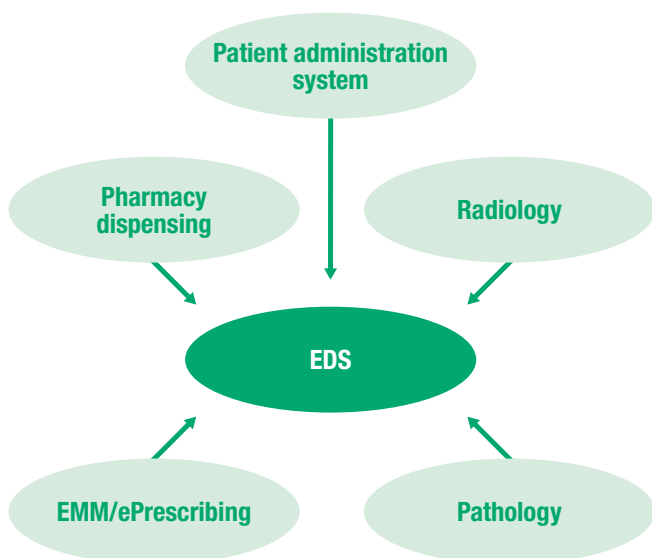 Patient administration
system
Pharmacy
dispensing
Radiology
EDS
EMM/ePrescribing
Pathology